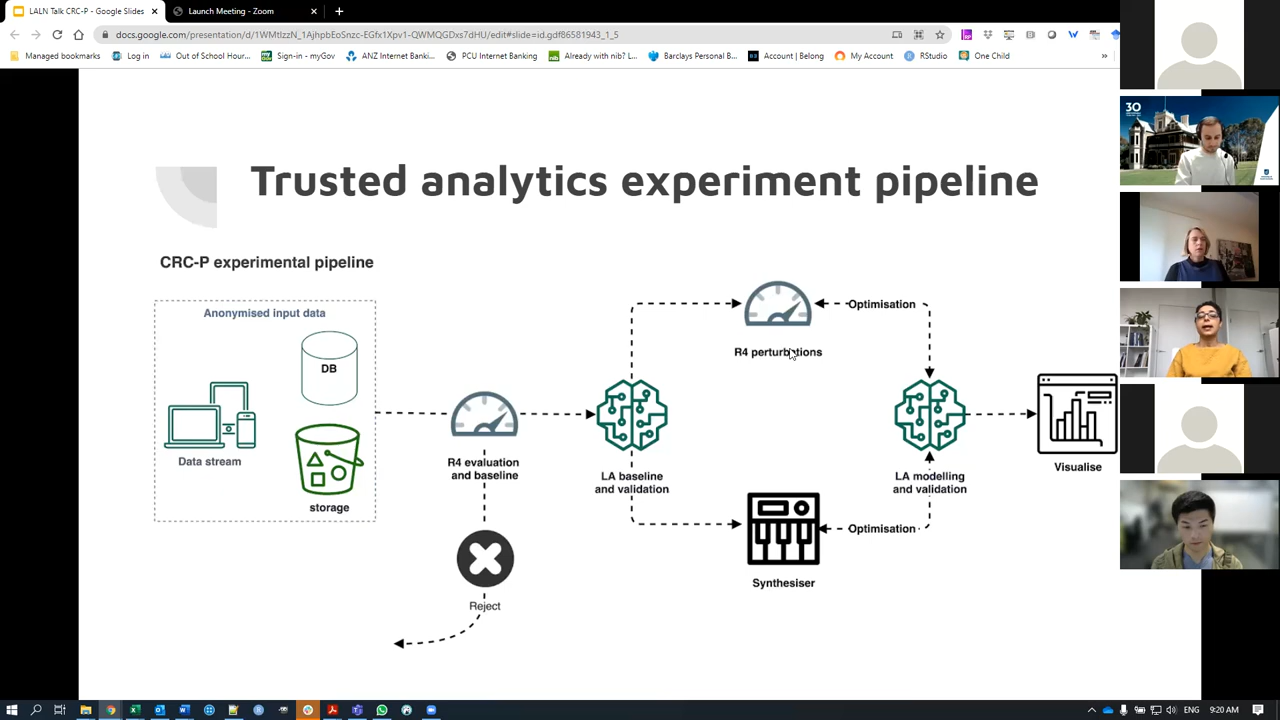 LALN Talk CRC-P - Google Slides
Launch Meeting - Zoom
docs.google.com/presentation/d/1WMtlzzN_1AjhpbEoSnzc-EGfx1Xpv1-QWMQGDxs7dHU/edit#slide=id.gdf86581943_1_5
Managed bookmarks
Log in
Out of School Hour...
Sign-in - myGov
ANZ Internet Banki...
PCU Internet Banking
Already with nib? L...
Barclays Personal B...
Account | Belong
My Account
RStudio
One Child
»
30
Trusted analytics experiment pipeline
CRC-P experimental pipeline
Anonymised input data
DB
Data stream
storage
R4 evaluation
and baseline
Reject
LA baseline
and validation
R4 perturbations
Optimisation
Synthesiser
Optimisation
LA modelling
and validation
Visualise
ENG
9:20 AM